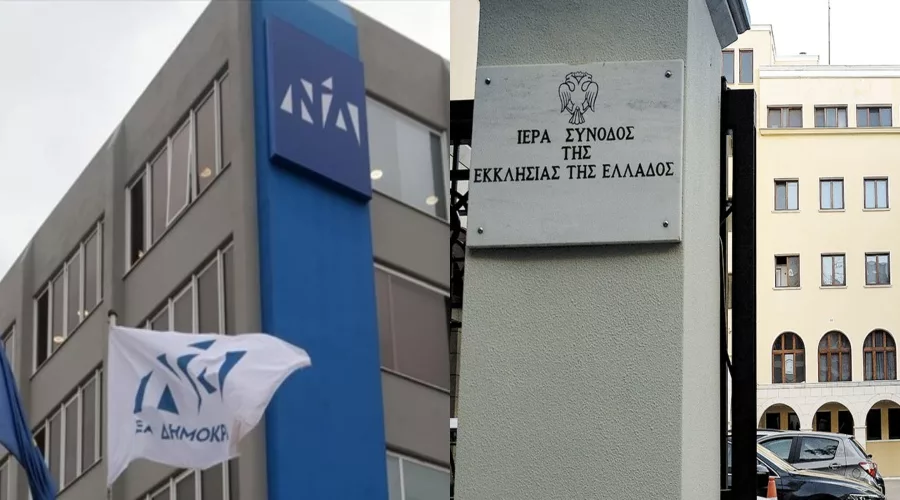 ΝΔ
ΝΔ
ΕΑ ΔΗΜΟΚΡ
ΙΕΡΑ ΣΥΝΟΔΟΣ
ΤΗΣ
ΕΚΚΛΗΣΙΑΣ ΤΗΣ ΕΛΛΑΔΟΣ